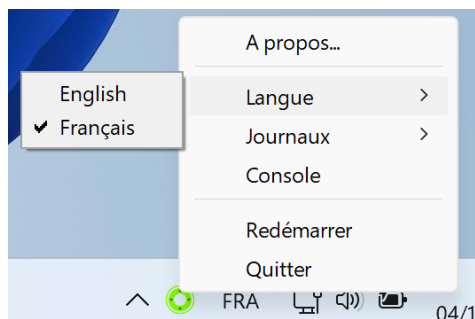 A propos...
English
Français
Langue
Journaux
Console
Redémarrer
Quitter
FRA
04/1